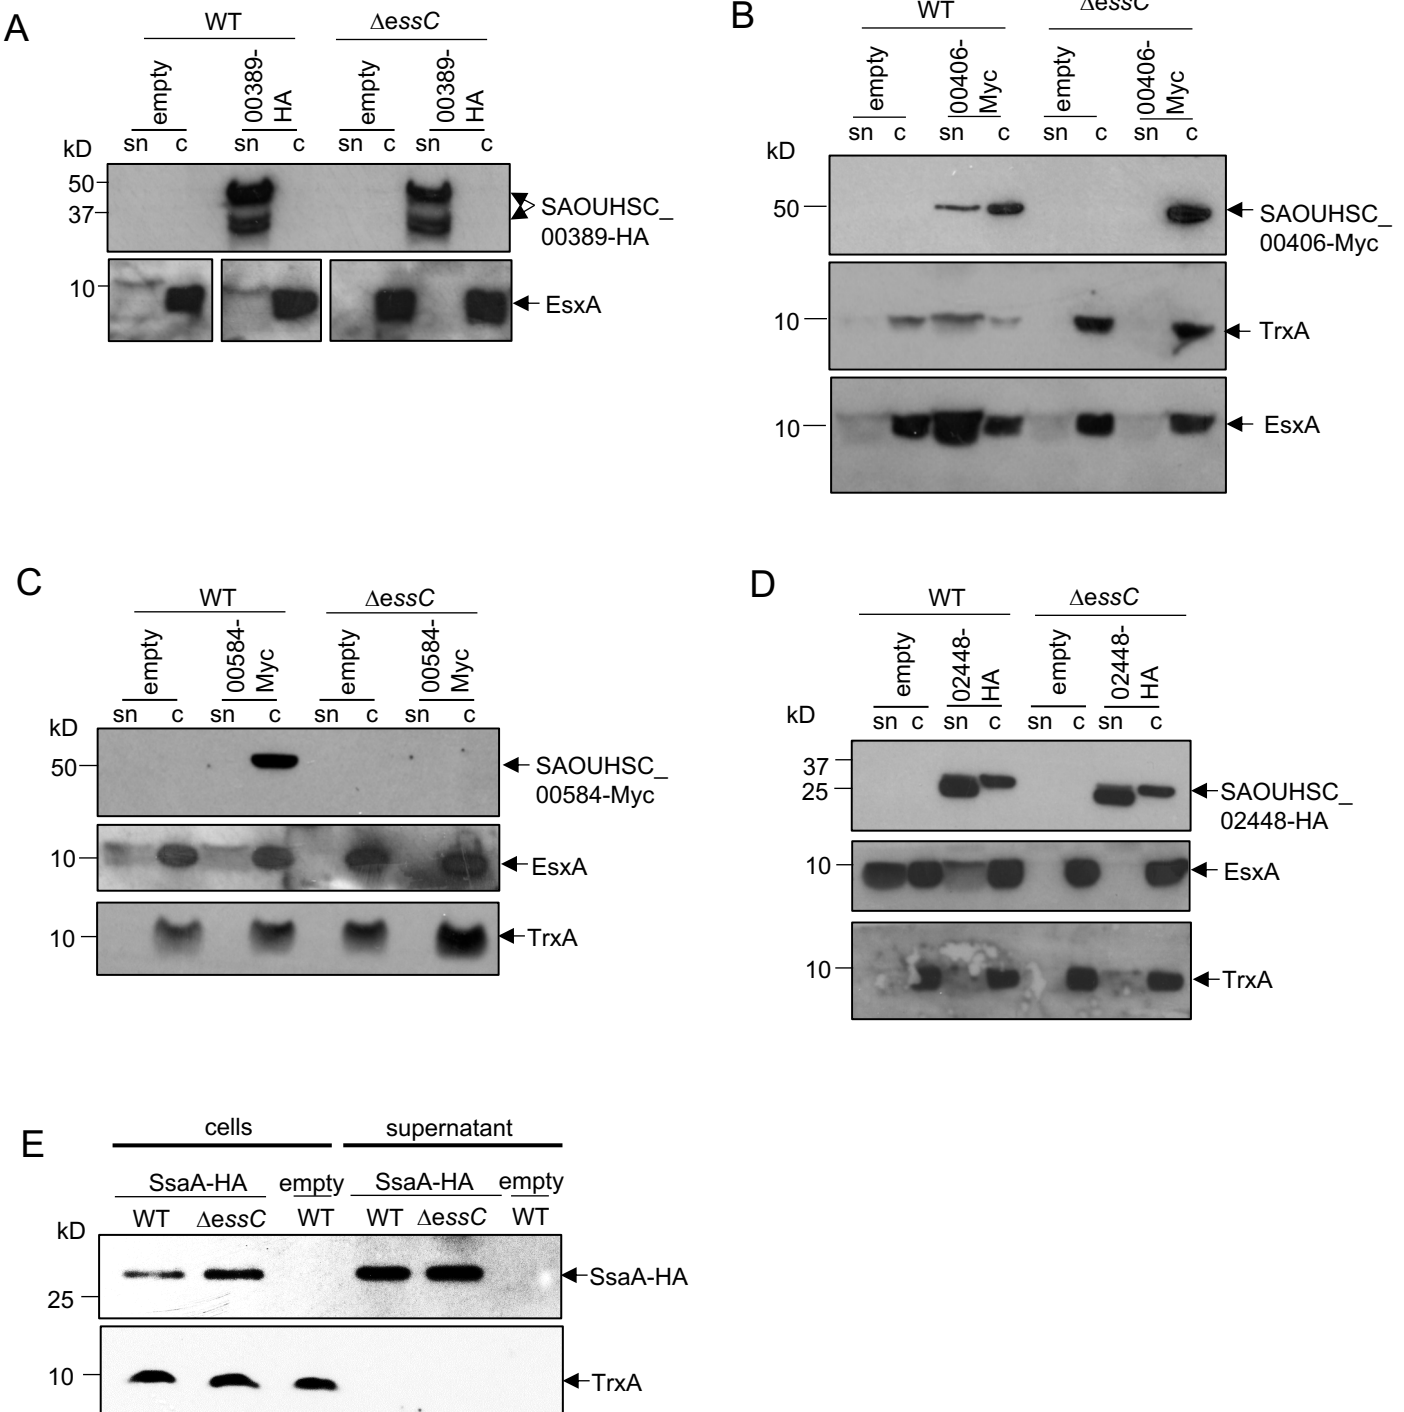 A
WT
ΔessC
empty
00389-
HA
empty
00389-
HA
sn c sn c sn c sn c
kD
50
37
SAOUHSC_
00389-HA
10
EsxA
B
WT
ΔessC
empty
00406-
Myc
empty
00406-
Myc
sn c sn c sn c sn c
kD
50
SAOUHSC_
00406-Myc
10
TrxA
10
EsxA
C
WT
ΔessC
empty
00584-
Myc
empty
00584-
Myc
sn c sn c sn c sn c
kD
50
SAOUHSC_
00584-Myc
10
EsxA
10
TrxA
D
WT
ΔessC
empty
02448-
HA
empty
02448-
HA
kD
sn c sn c sn c sn c
37
25
SAOUHSC_
02448-HA
10
EsxA
10
TrxA
E
cells supernatant
SsaA-HA empty SsaA-HA empty
WT ΔessC WT WT ΔessC WT
kD
SsaA-HA
25
10
TrxA